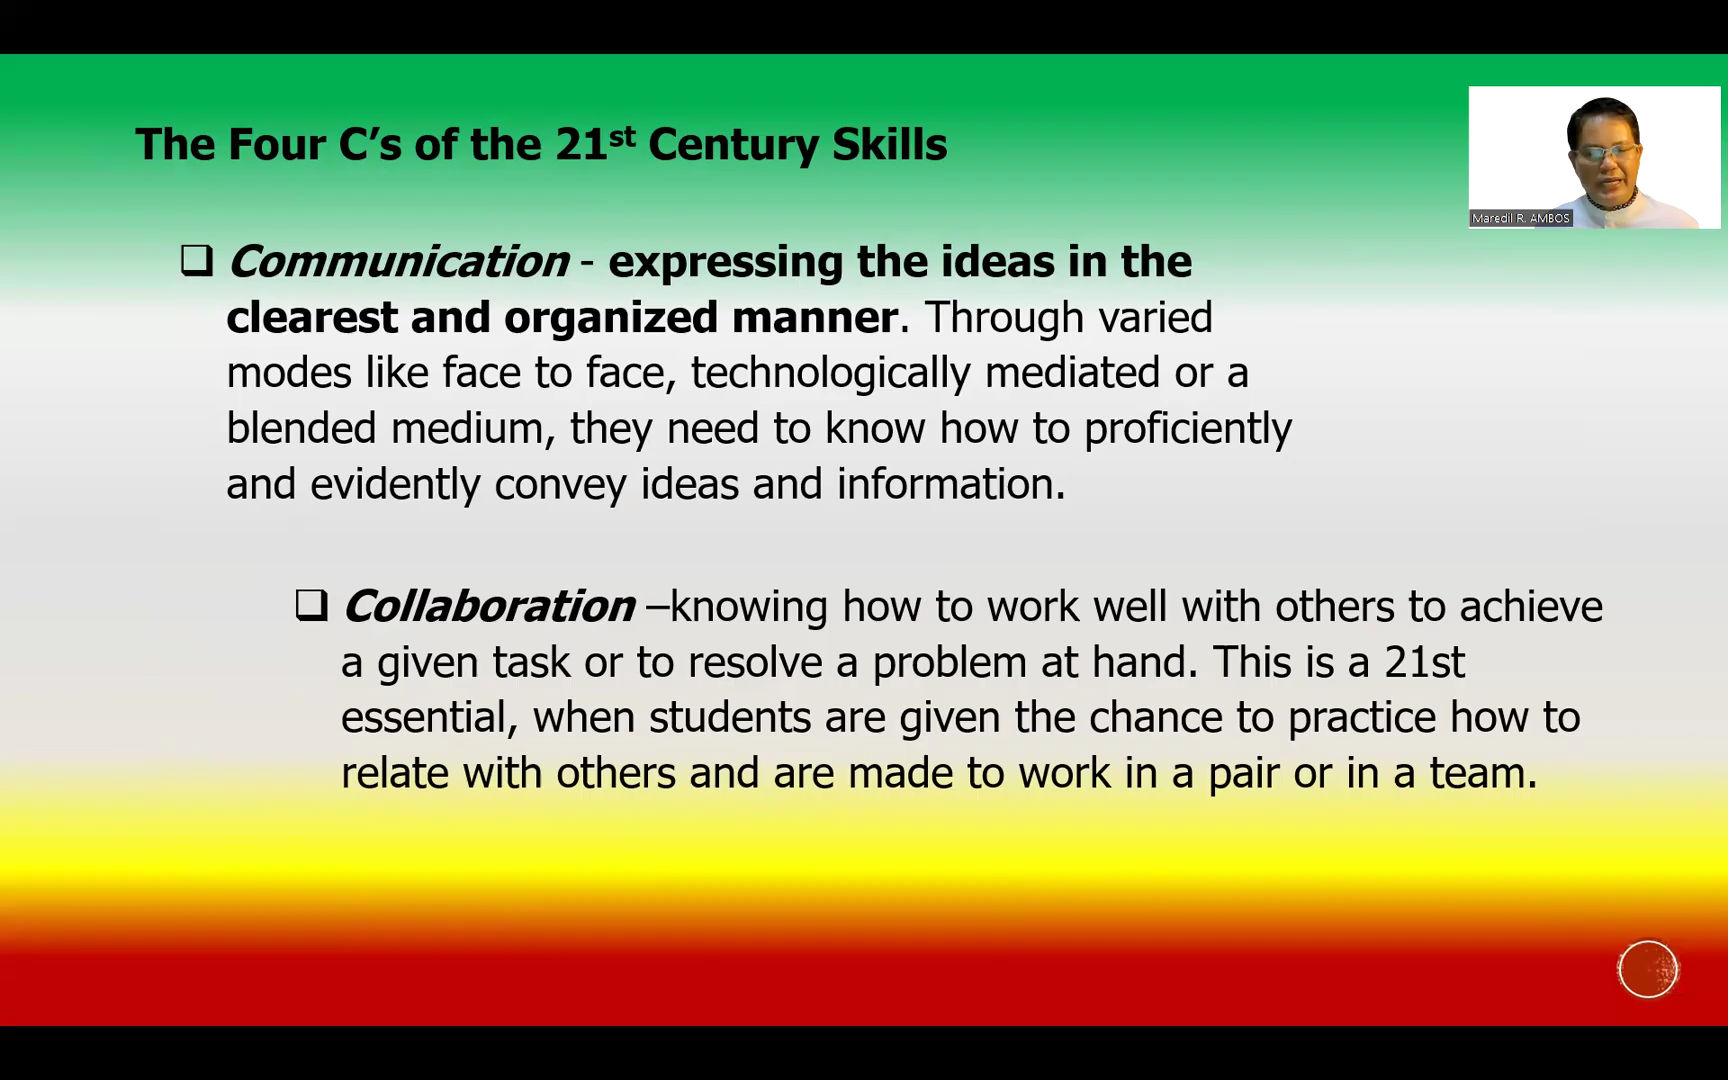 The Four C’s of the 21st Century Skills
Maredil R. AMBOS
❑ Communication - expressing the ideas in the
clearest and organized manner. Through varied
modes like face to face, technologically mediated or a
blended medium, they need to know how to proficiently
and evidently convey ideas and information.
❑ Collaboration –knowing how to work well with others to achieve
a given task or to resolve a problem at hand. This is a 21st
essential, when students are given the chance to practice how to
relate with others and are made to work in a pair or in a team.